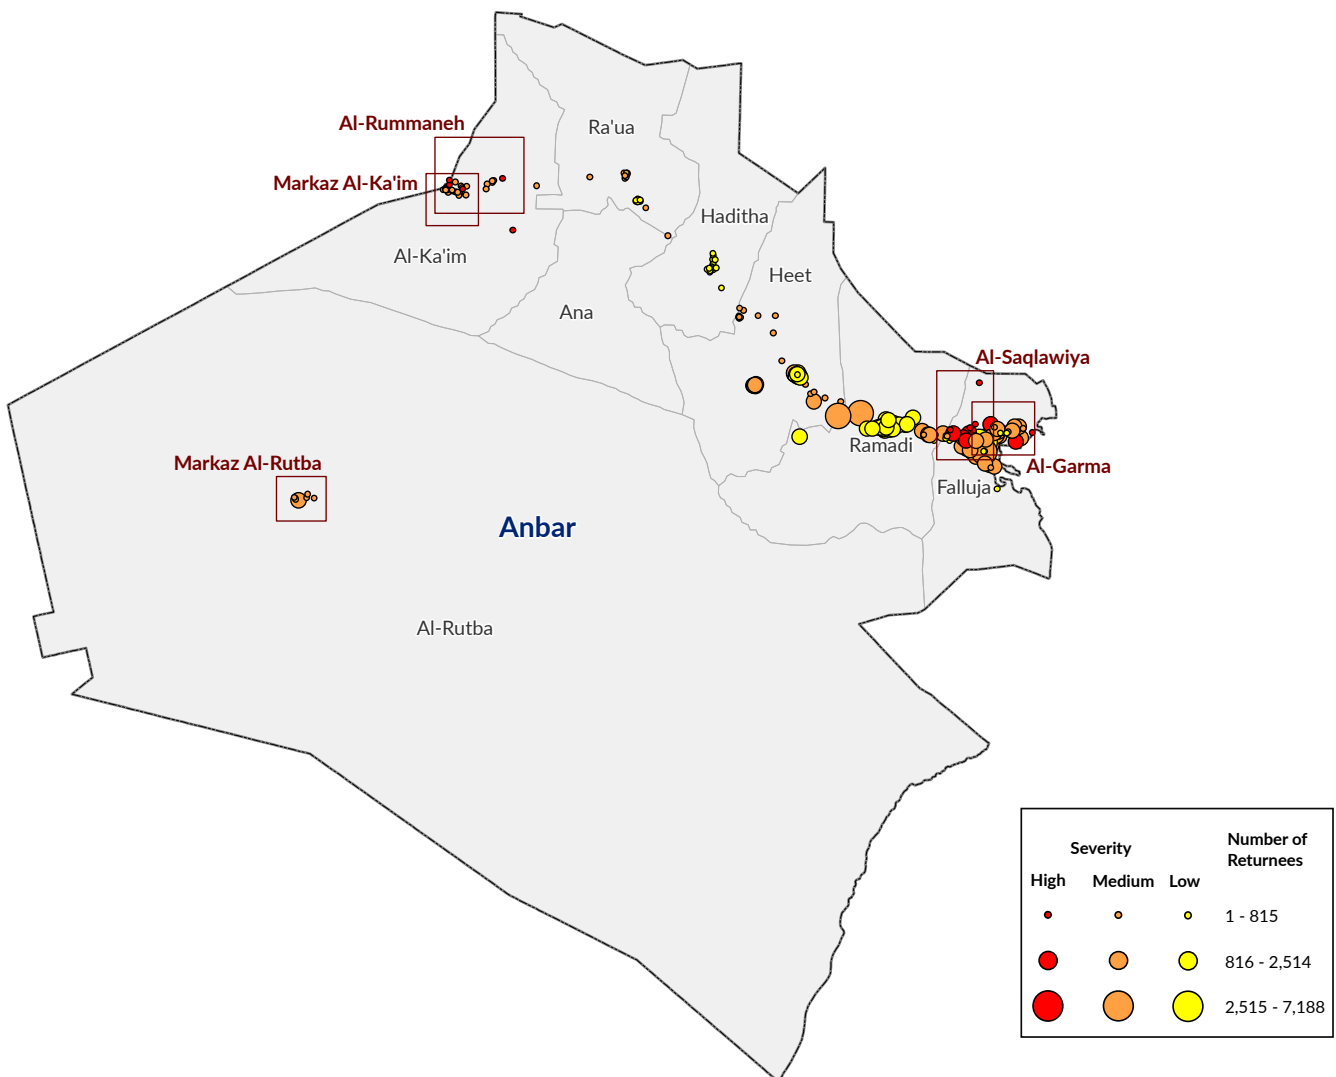 Al-Rummaneh
Ra'ua
Markaz Al-Ka'im
Haditha
Al-Ka'im
Heet
Ana
Al-Saqlawiya
Ramadi
Markaz Al-Rutba
Al-Garma
Falluja
Anbar
Al-Rutba
Number of
Returnees
Severity
High Medium Low
1 - 815
816 - 2,514
2,515 - 7,188